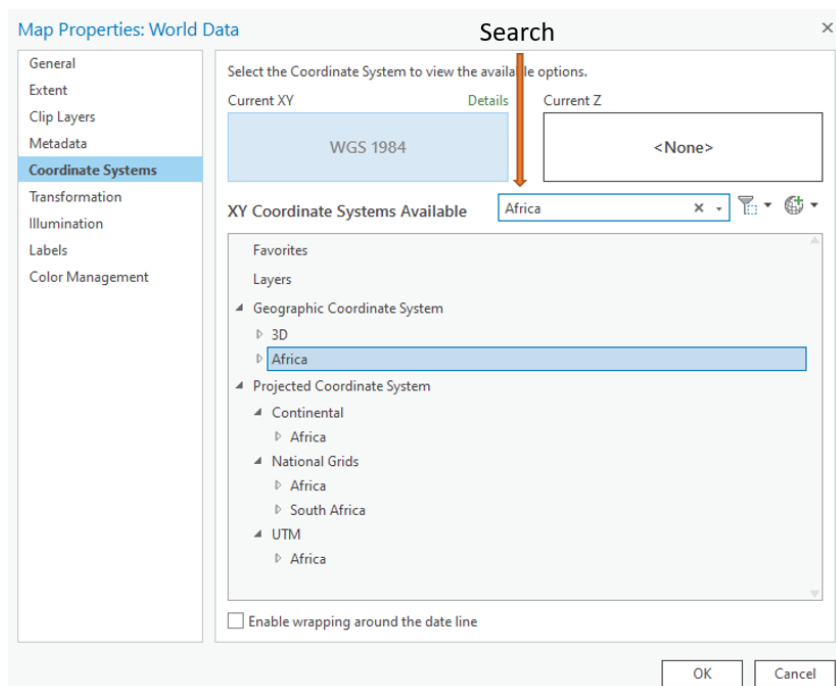 Map Properties: World Data
Search
General
Extent
Clip Layers
Metadata
Coordinate Systems
Transformation
Illumination
Labels
Color Management
Select the Coordinate System to view the available options.
Current XY
Details
Current Z
WGS 1984
<None>
XY Coordinate Systems Available
Africa
Favorites
Layers
Geographic Coordinate System
3D
Africa
Projected Coordinate System
Continental
Africa
National Grids
Africa
South Africa
UTM
Africa
Enable wrapping around the date line
OK
Cancel